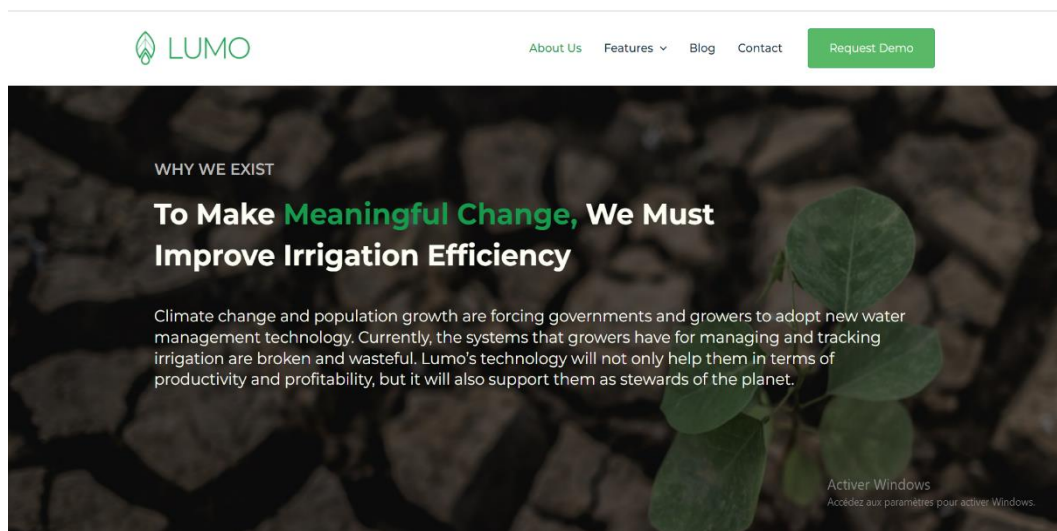 LUMO
About Us Features Blog Contact Request Demo
WHY WE EXIST
To Make Meaningful Change, We Must
Improve Irrigation Efficiency
Climate change and population growth are forcing governments and growers to adopt new water
management technology. Currently, the systems that growers have for managing and tracking
irrigation are broken and wasteful. Lumo's technology will not only help them in terms of
productivity and profitability, but it will also support them as stewards of the planet.
Activer Windows
Accédez aux paramètres pour activer Windows.